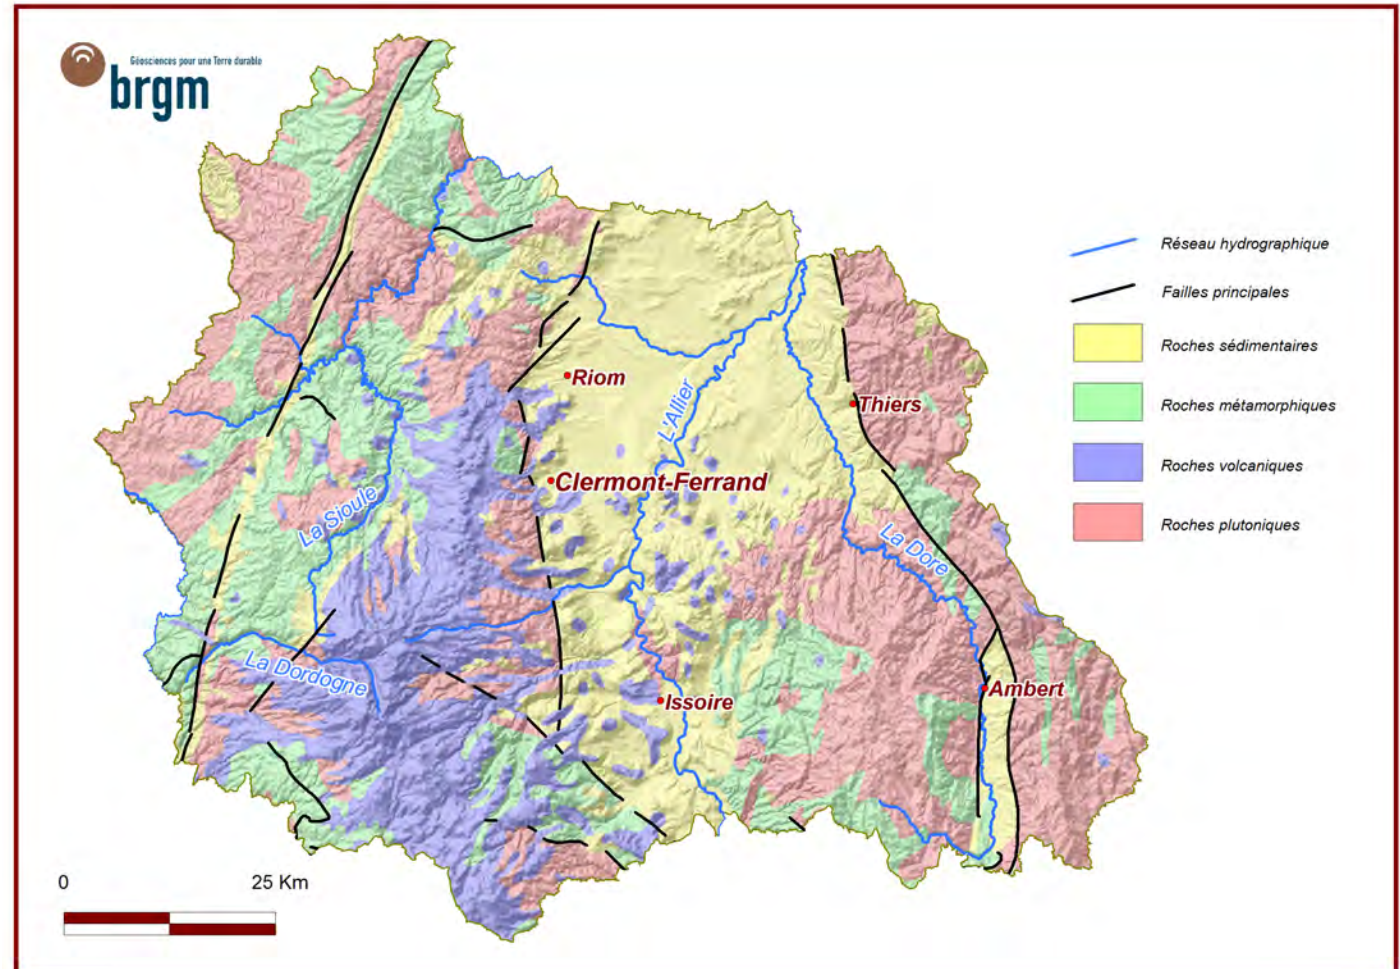 Géosciences pour une Terre durable
brgm
Réseau hydrographique
Failles principales
Roches sédimentaires
Roches métamorphiques
Roches volcaniques
Roches plutoniques
Riom
L'Allier
Thiers
Clermont-Ferrand
La Sioule
La Dore
La Dordogne
Issoire
Ambert
0 25 Km